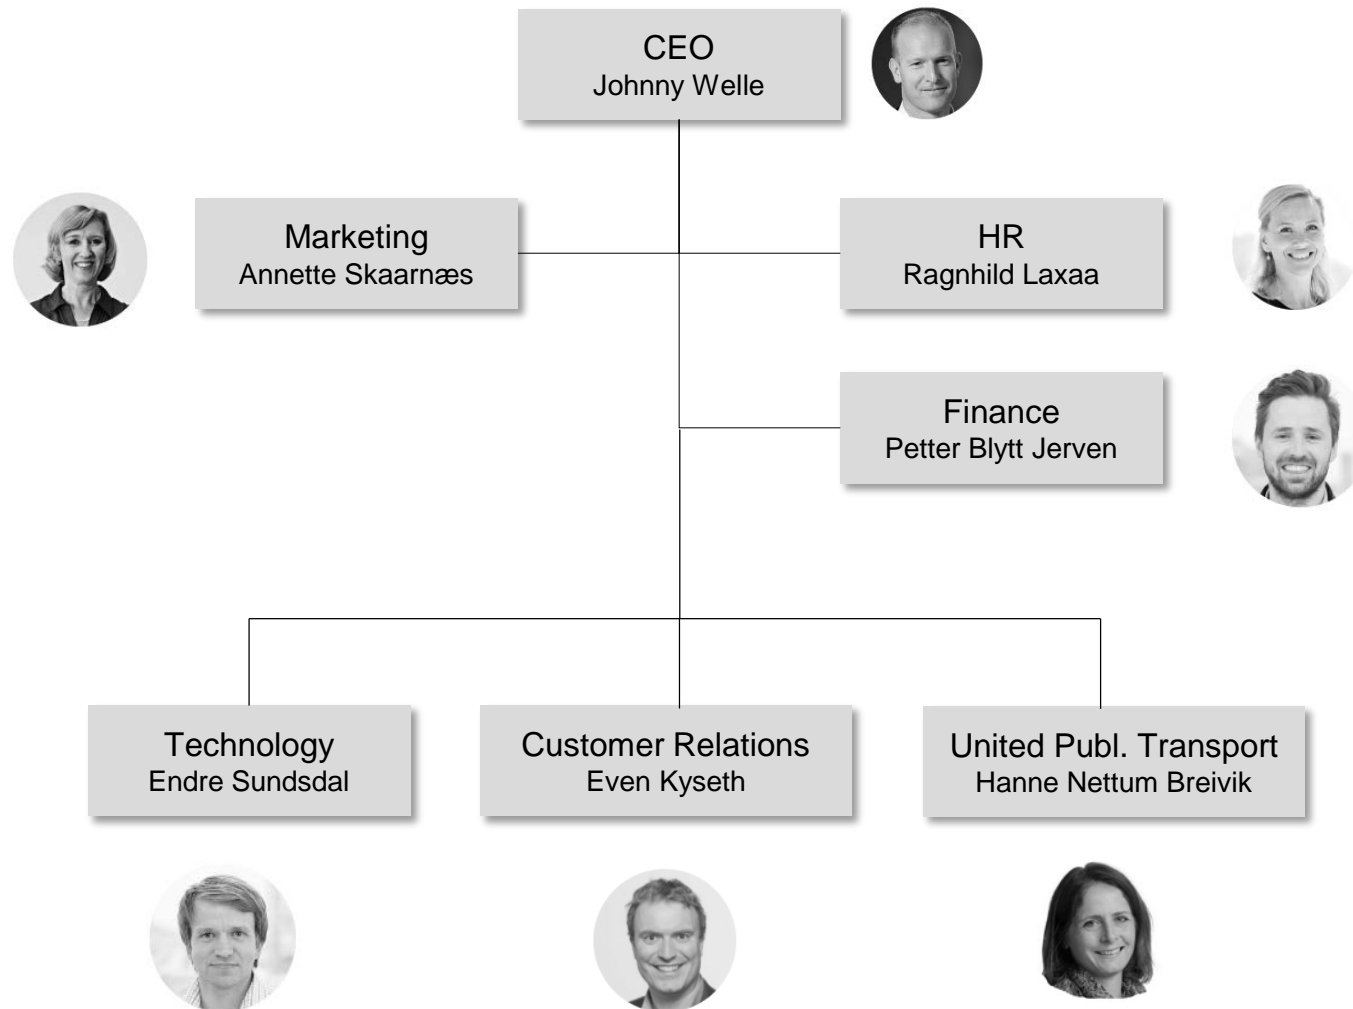 CEO
Johnny Welle
Marketing
Annette Skaarnæs
HR
Ragnhild Laxaa
Finance
Petter Blytt Jerven
Technology
Endre Sundsdal
Customer Relations
Even Kyseth
United Publ. Transport
Hanne Nettum Breivik